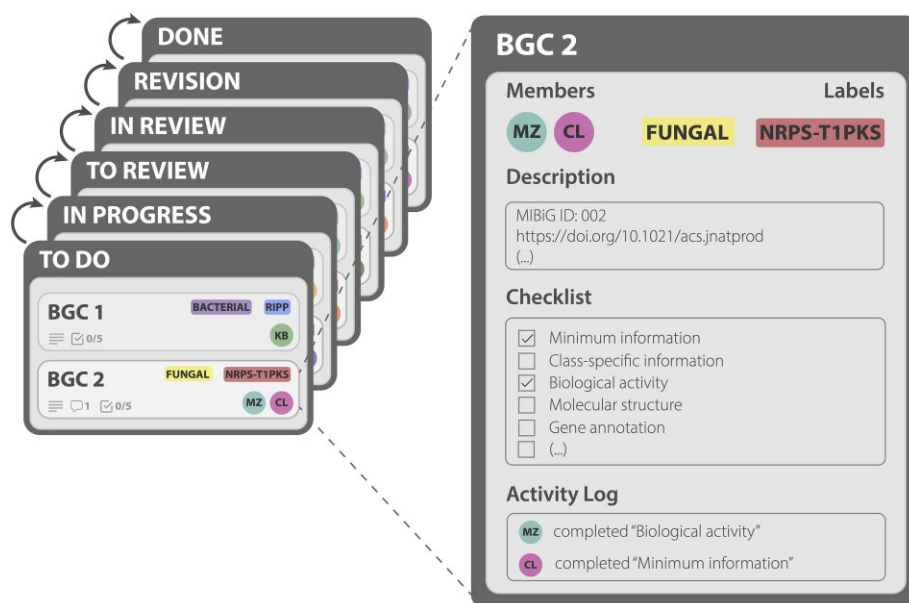 DONE
REVISION
IN REVIEW
TO REVIEW
IN PROGRESS
TO DO
BGC 1
BACTERIAL
RIPP
0/5
KB
BGC 2
FUNGAL
NRPS-T1PKS
1
0/5
MZ
CL
BGC 2
Members
Labels
MZ
CL
FUNGAL
NRPS-T1PKS
Description
MIBiG ID: 002
https://doi.org/10.1021/acs.jnatprod
(...)
Checklist
Minimum information
Class-specific information
Biological activity
Molecular structure
Gene annotation
(...)
Activity Log
MZ completed “Biological activity”
CL completed “Minimum information”